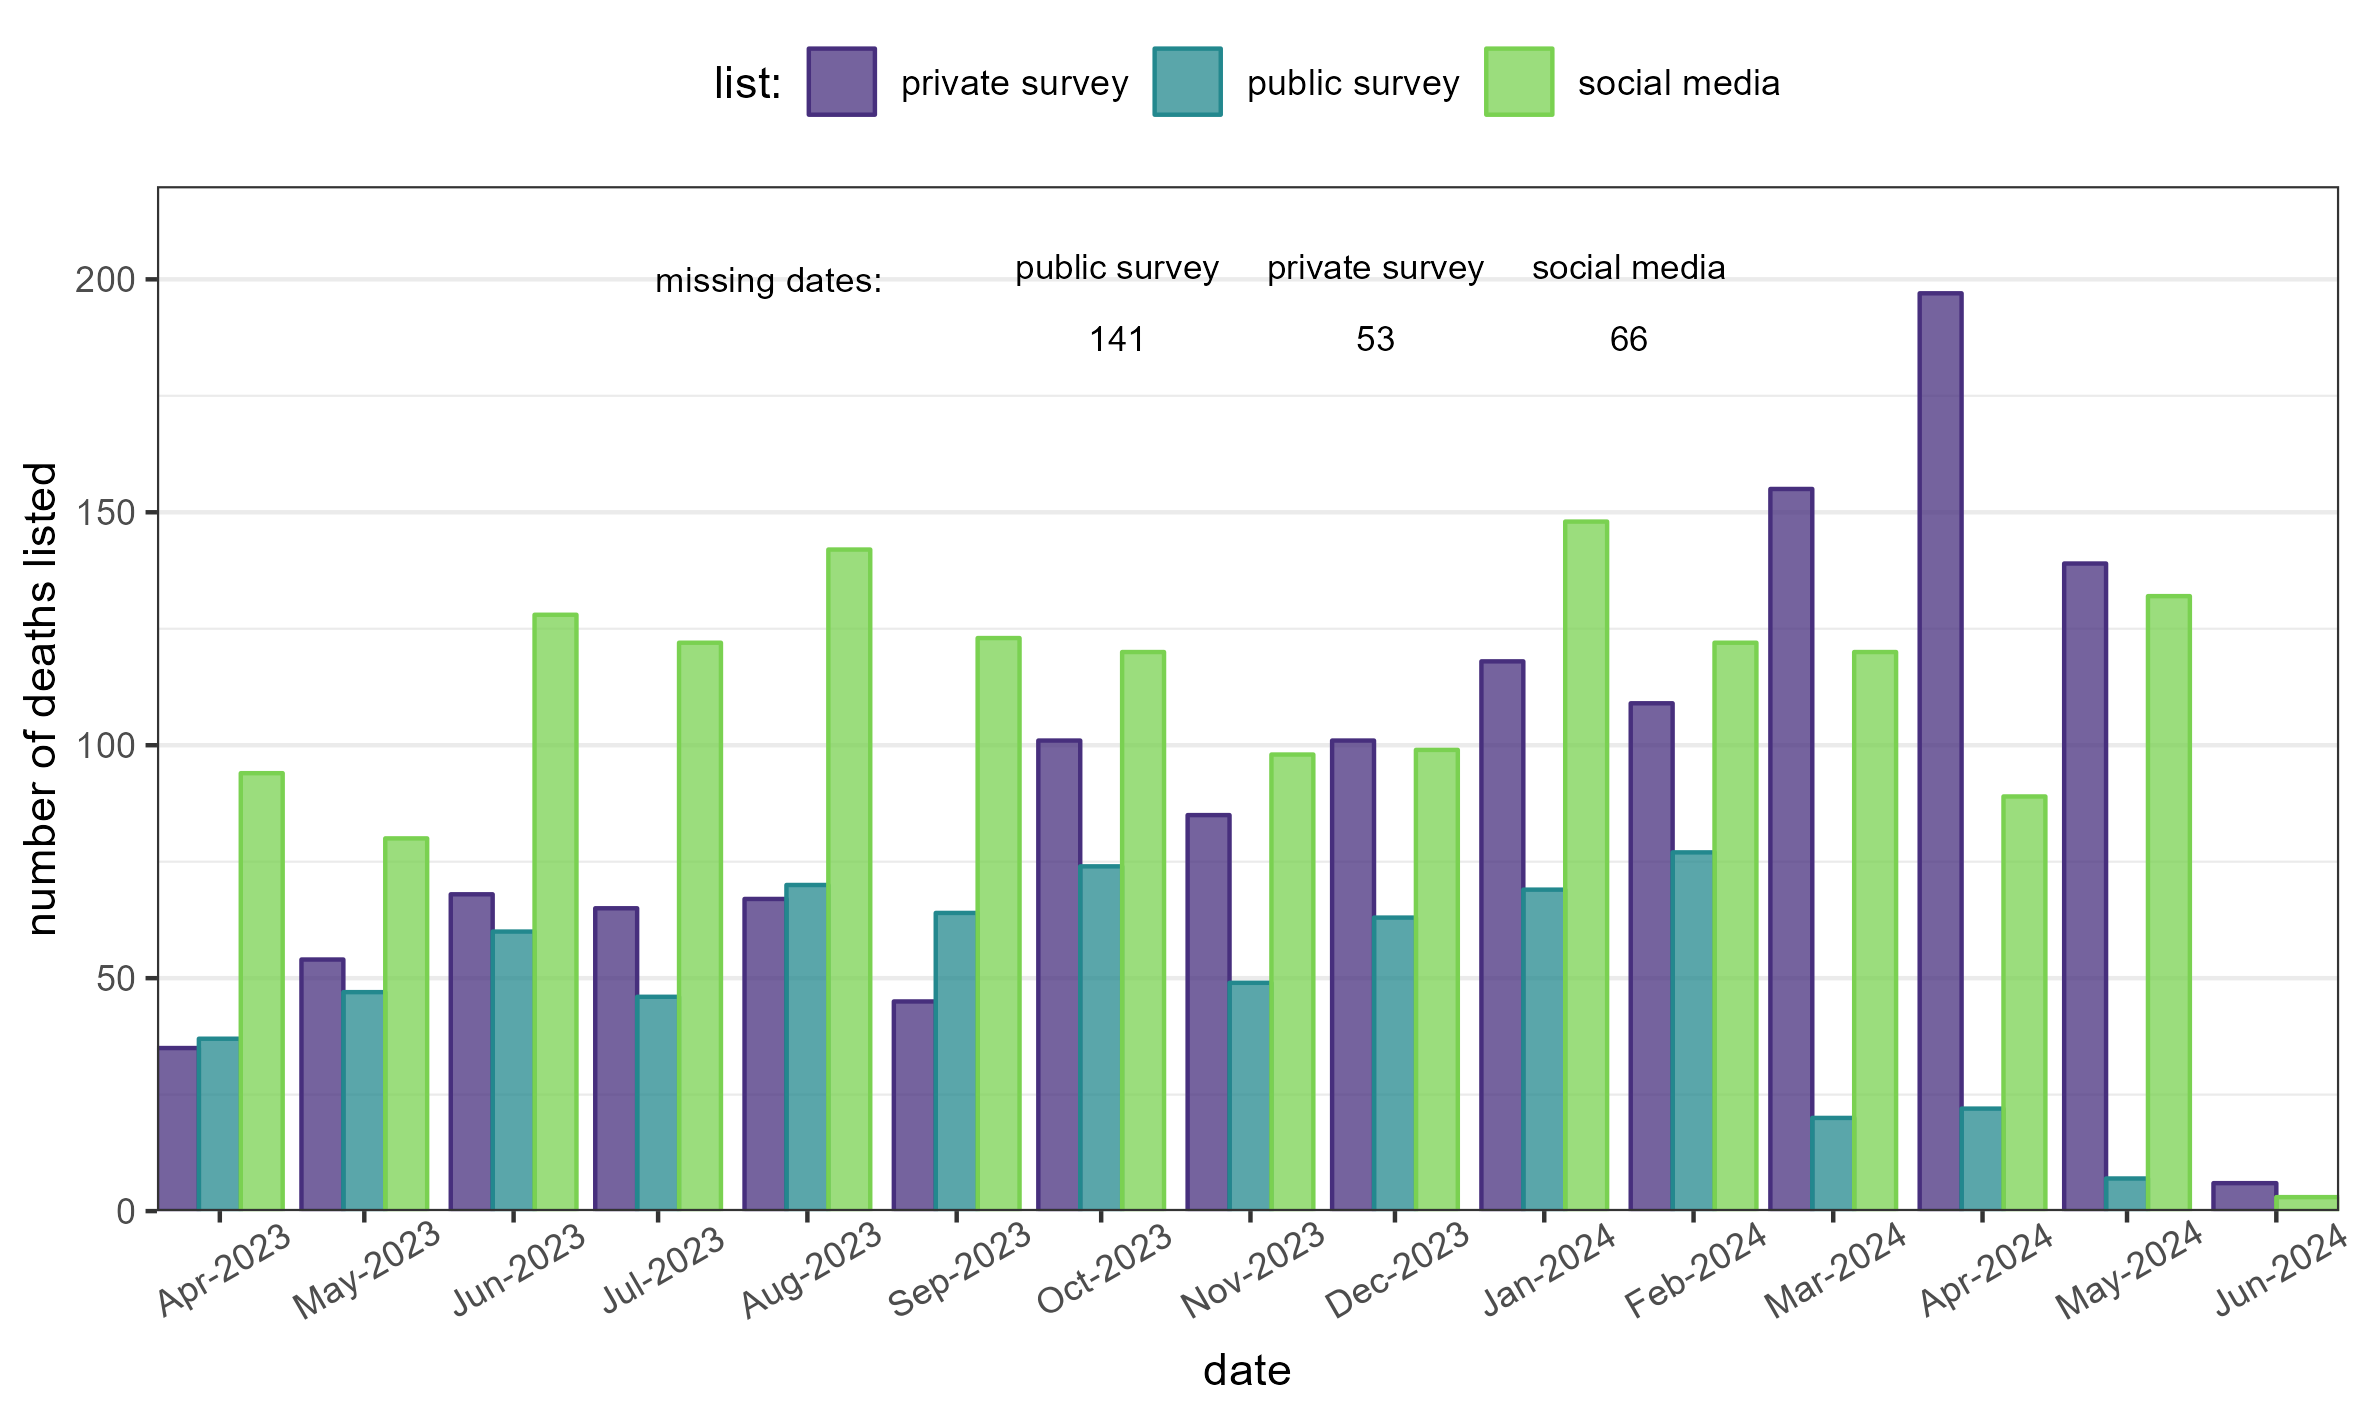 list: private survey public survey social media
missing dates: public survey private survey social media
141 53 66
number of deaths listed
200
150
100
50
0
Apr-2023 May-2023 Jun-2023 Jul-2023 Aug-2023 Sep-2023 Oct-2023 Nov-2023 Dec-2023 Jan-2024 Feb-2024 Mar-2024 Apr-2024 May-2024 Jun-2024
date